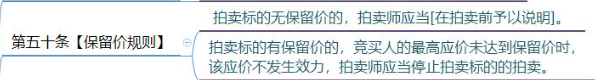 拍卖标的无保留价的，拍卖师应当[在拍卖前予以说明]。
第五十条【保留价规则】
拍卖标的有保留价的，竞买人的最高应价未达到保留价时，
该应价不发生效力，拍卖师应当停止拍卖标的的拍卖。